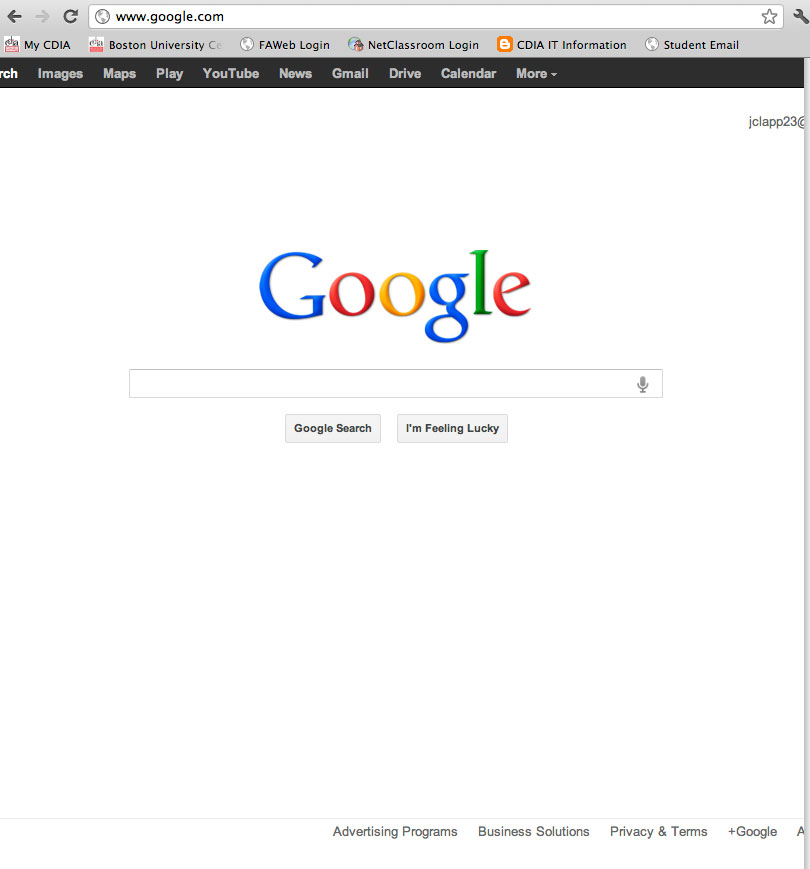 www.google.com
My CDIA Boston University Ce FAWeb Login NetClassroom Login CDIA IT Information Student Email
rch Images Maps Play YouTube News Gmail Drive Calendar More
jclapp23@
Google
Google Search I'm Feeling Lucky
Advertising Programs Business Solutions Privacy & Terms +Google A